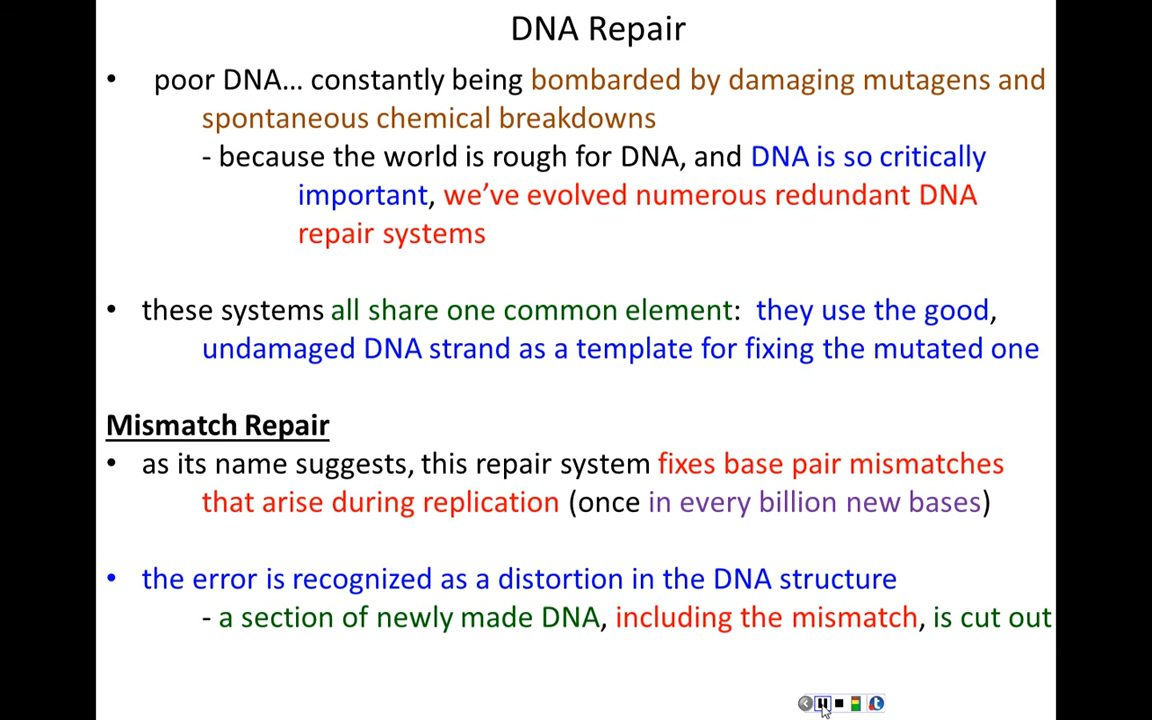 DNA Repair
• poor DNA... constantly being bombarded by damaging mutagens and
spontaneous chemical breakdowns
- because the world is rough for DNA, and DNA is so critically
important, we’ve evolved numerous redundant DNA
repair systems
• these systems all share one common element: they use the good,
undamaged DNA strand as a template for fixing the mutated one
Mismatch Repair
• as its name suggests, this repair system fixes base pair mismatches
that arise during replication (once in every billion new bases)
• the error is recognized as a distortion in the DNA structure
- a section of newly made DNA, including the mismatch, is cut out